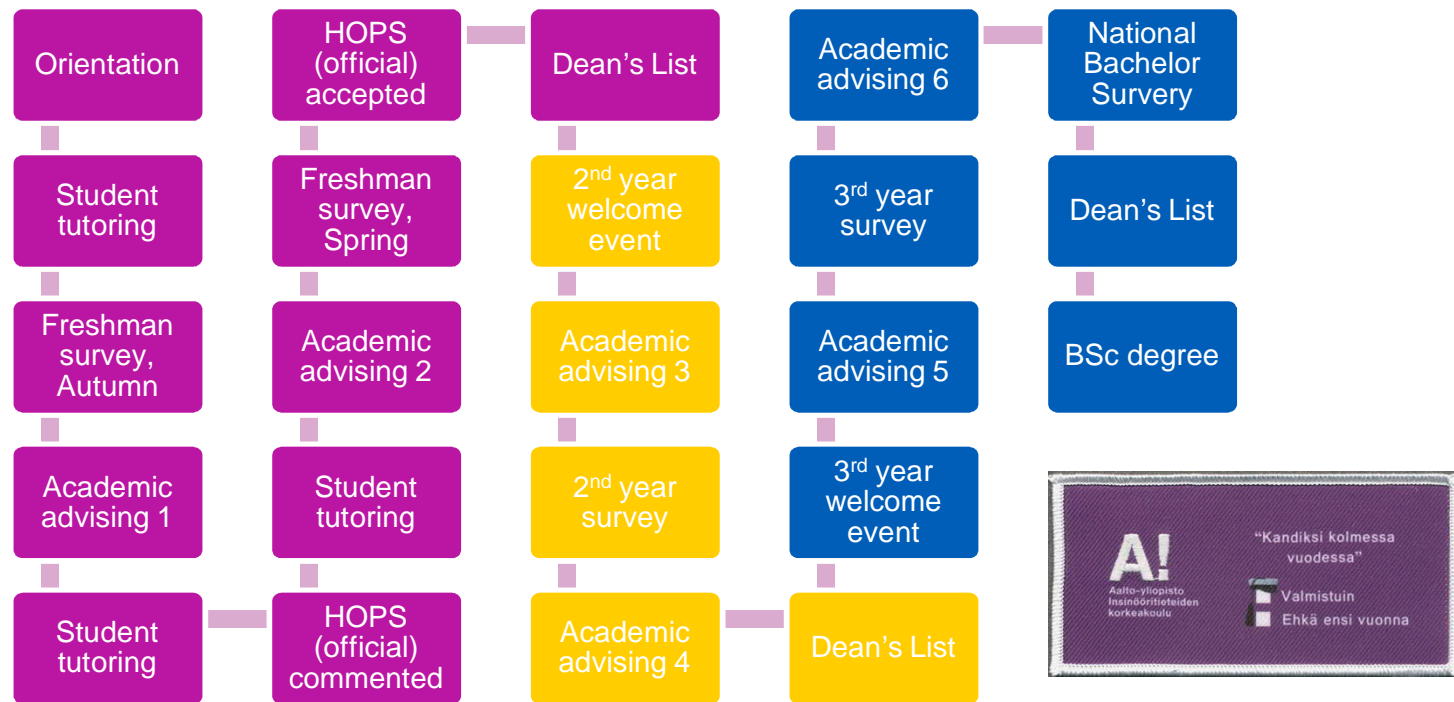 Orientation
Student
tutoring
Freshman
survey,
Autumn
Academic
advising 1
Student
tutoring
HOPS
(official)
commented
Student
tutoring
Academic
advising 2
Freshman
survey,
Spring
HOPS
(official)
accepted
Dean’s List
2nd year
welcome
event
Academic
advising 3
2nd year
survey
Academic
advising 4
Dean’s List
3rd year
welcome
event
Academic
advising 5
3rd year
survey
Academic
advising 6
National
Bachelor
Survery
Dean’s List
BSc degree
A!
Aalto-yliopisto
Insinööritieteiden
korkeakoulu
“Kandiksi kolmessa
vuodessa”
Valmistuin
Ehkä ensi vuonna